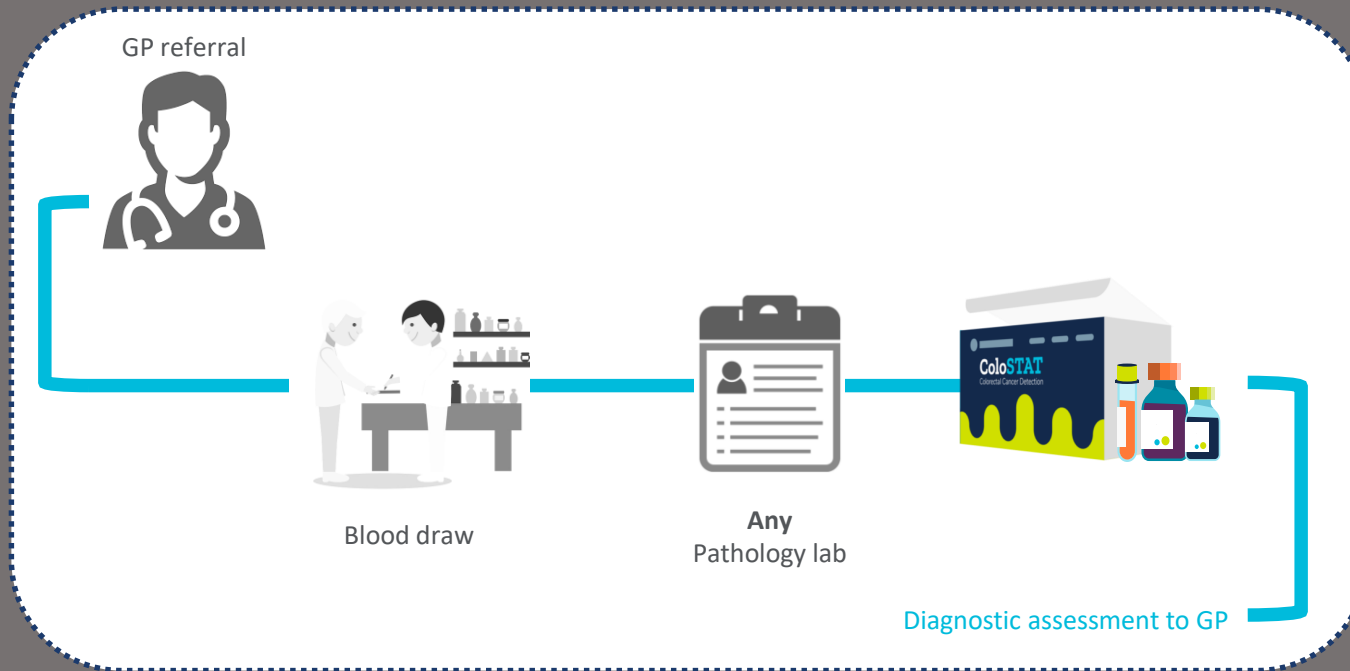 GP referral
ColoSTAT
Colorectal Cancer Detection
Blood draw
Any
Pathology lab
Diagnostic assessment to GP